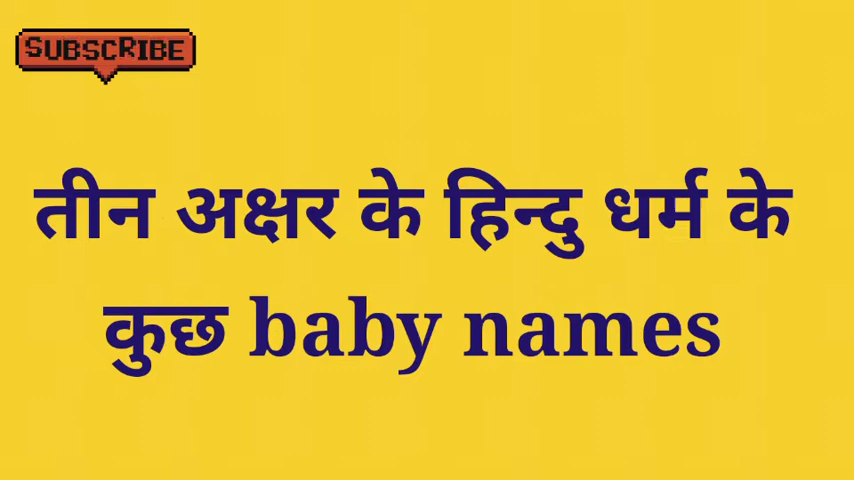 SUBSCRIBE
तीन अक्षर के हिन्दु धर्म के
कुछ baby names